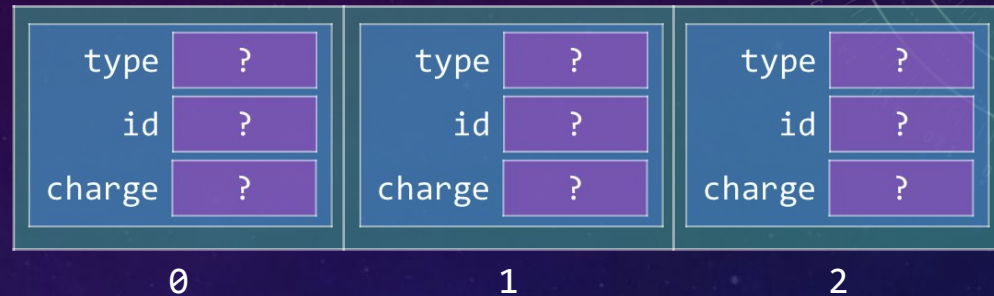 type ? type ? type ?
id ? id ? id ?
charge ? charge ? charge ?
0 1 2